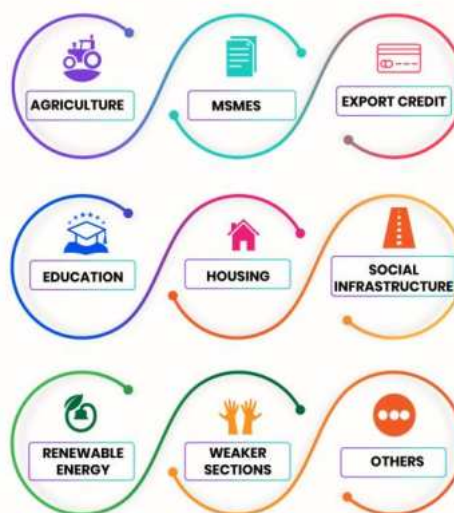 AGRICULTURE
MSMES
EXPORT CREDIT
EDUCATION
HOUSING
SOCIAL
INFRASTRUCTURE
RENEWABLE
ENERGY
WEAKER
SECTIONS
OTHERS